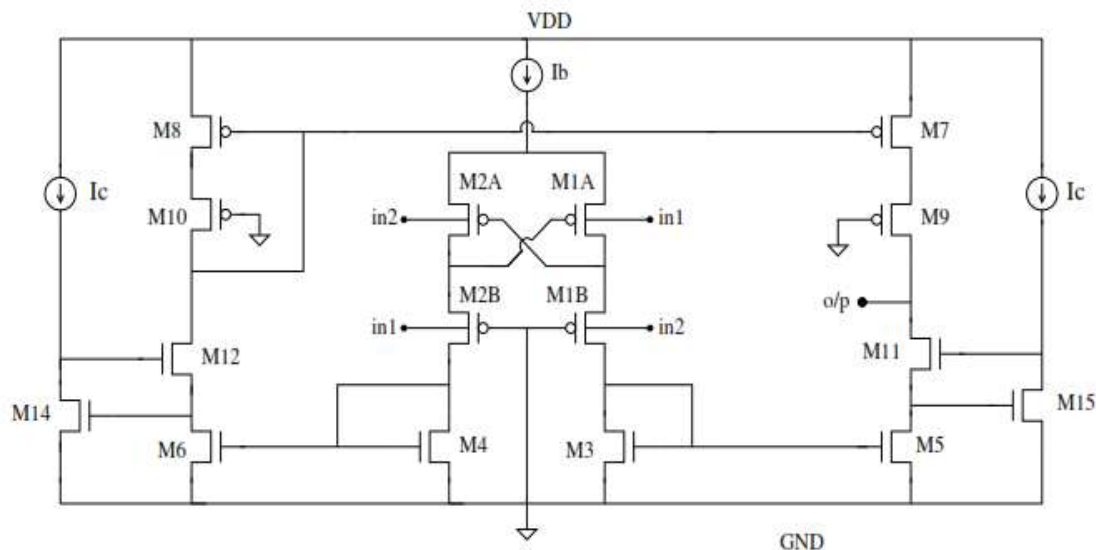 VDD
Ib
M8
M7
M2A
M1A
Ic
Ic
M10
in2
in1
M9
M2B
M1B
o/p
in1
in2
M12
M11
M14
M15
M6
M4
M3
M5
GND